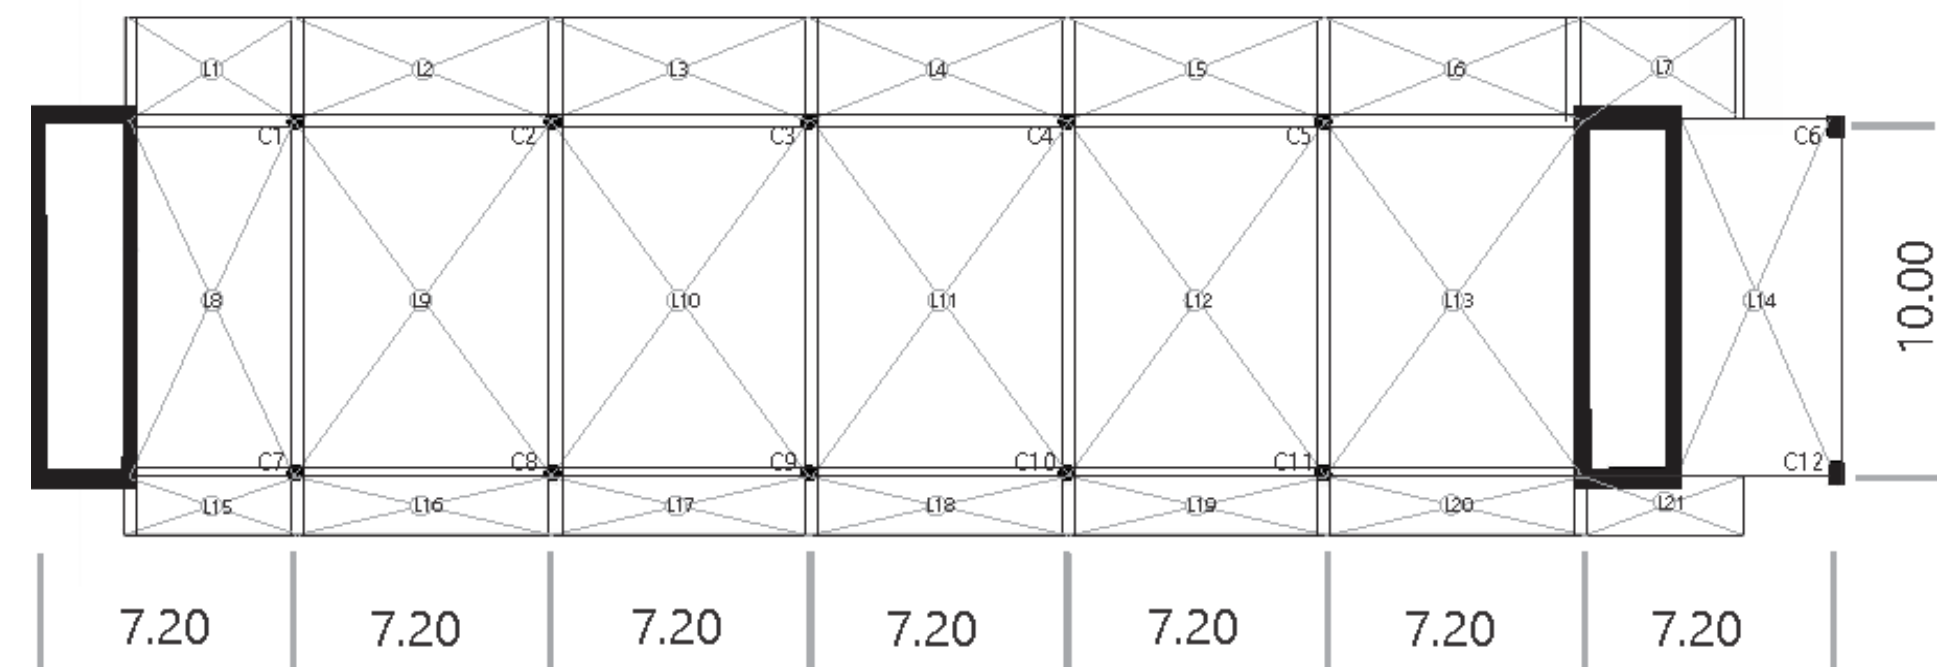 L1 L2 L3 L4 L5 L6 L7
C1 C2 C3 C4 C5 C6
L8 L9 L10 L11 L12 L13 L14
10.00
C7 C8 C9 C10 C11 C12
L15 L16 L17 L18 L19 L20 L21
7.20 7.20 7.20 7.20 7.20 7.20 7.20